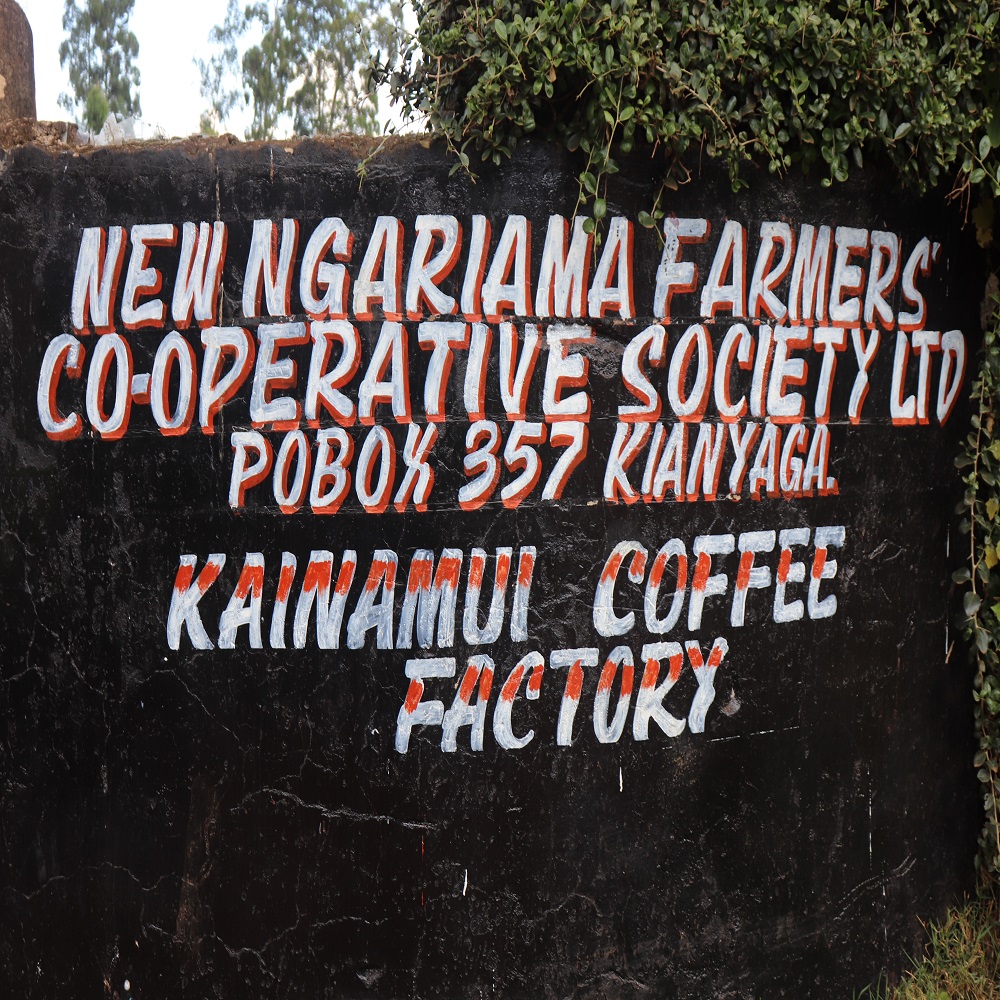 NEW NGARIAMA FARMERS'
CO-OPERATIVE SOCIETY LTD
POBOX 357 KIANYAGA.
KAINAMUI COFFEE
FACTORY